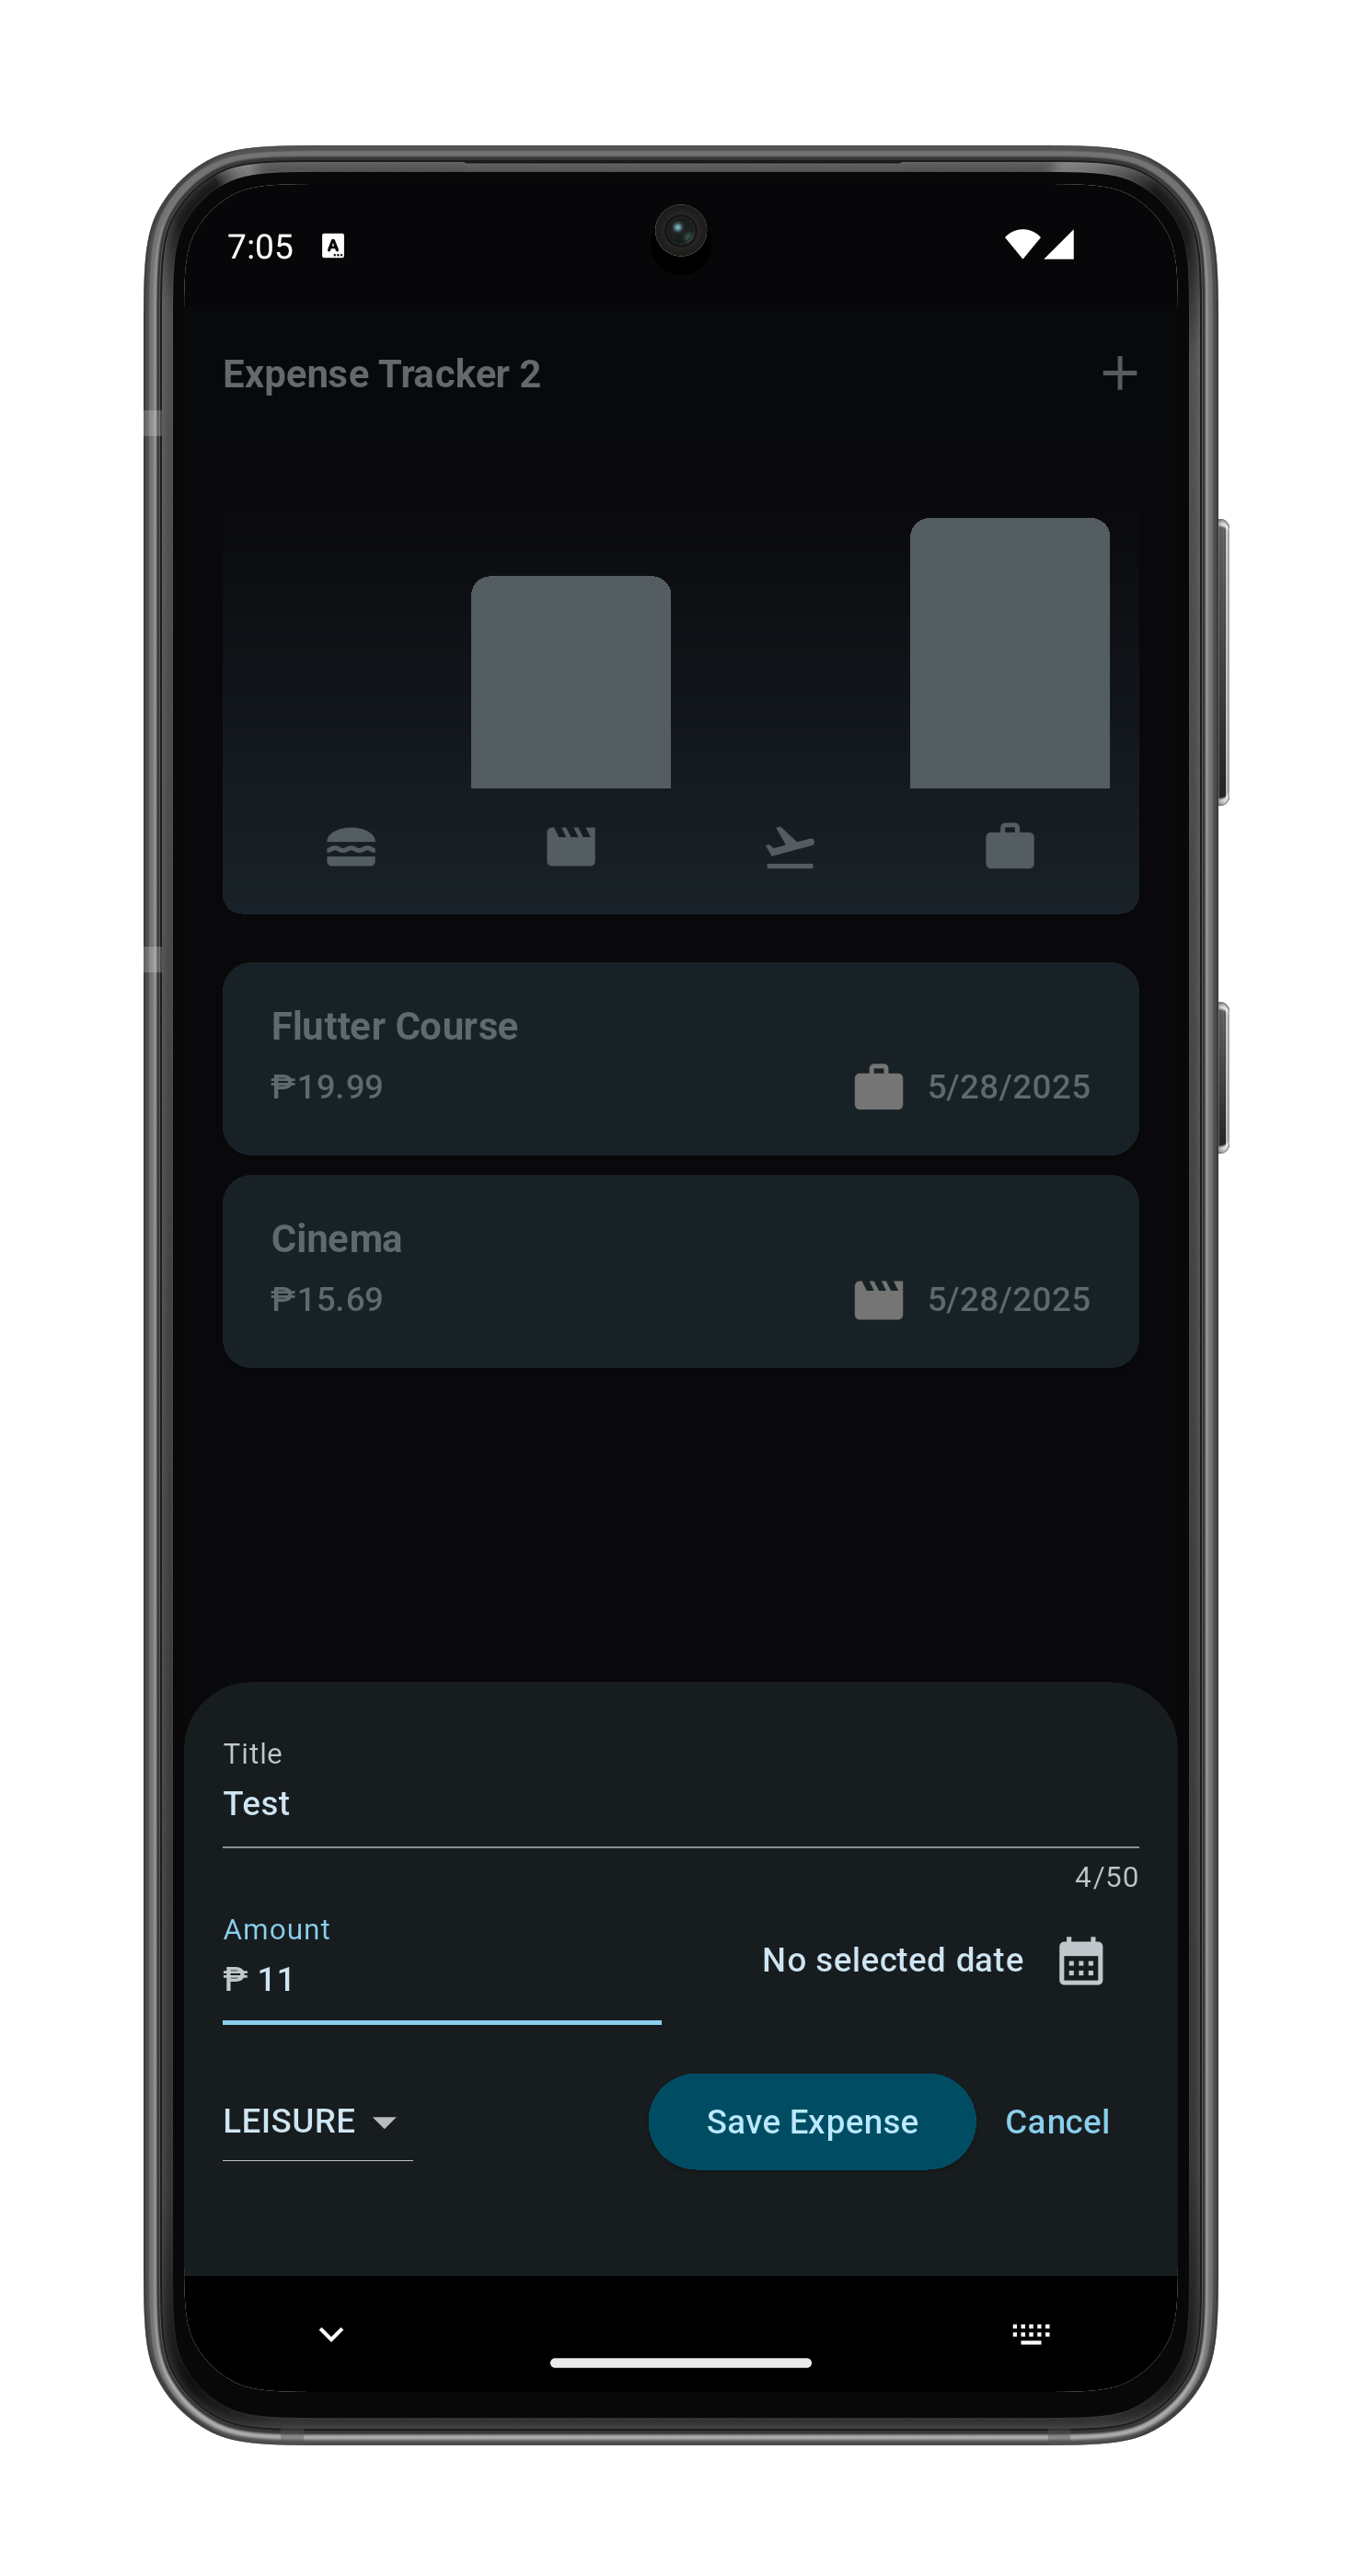 7:05
Expense Tracker 2
Flutter Course
₱19.99 5/28/2025
Cinema
₱15.69 5/28/2025
Title
Test
4/50
Amount
₱ 11
No selected date
LEISURE
Save Expense
Cancel